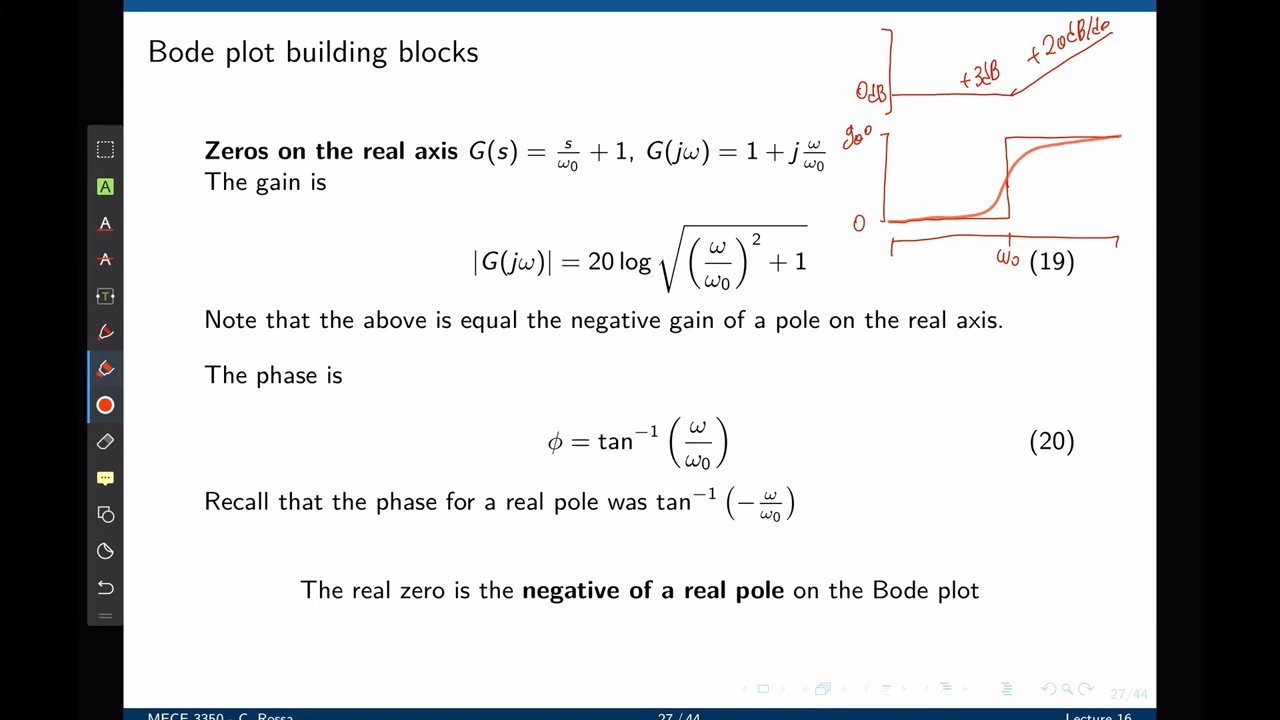 Bode plot building blocks
+20dB/de
+3dB
0dB
90°
0
ω₀
Zeros on the real axis G(s) = s/ω₀ + 1, G(jω) = 1 + j ω/ω₀
The gain is
|G(jω)| = 20 log √((ω/ω₀)² + 1) (19)
Note that the above is equal the negative gain of a pole on the real axis.
The phase is
ϕ = tan⁻¹ (ω/ω₀) (20)
Recall that the phase for a real pole was tan⁻¹ (−ω/ω₀)
The real zero is the negative of a real pole on the Bode plot
27/44
MECE 3350 - C. Rossa 27 / 44 Lecture 16